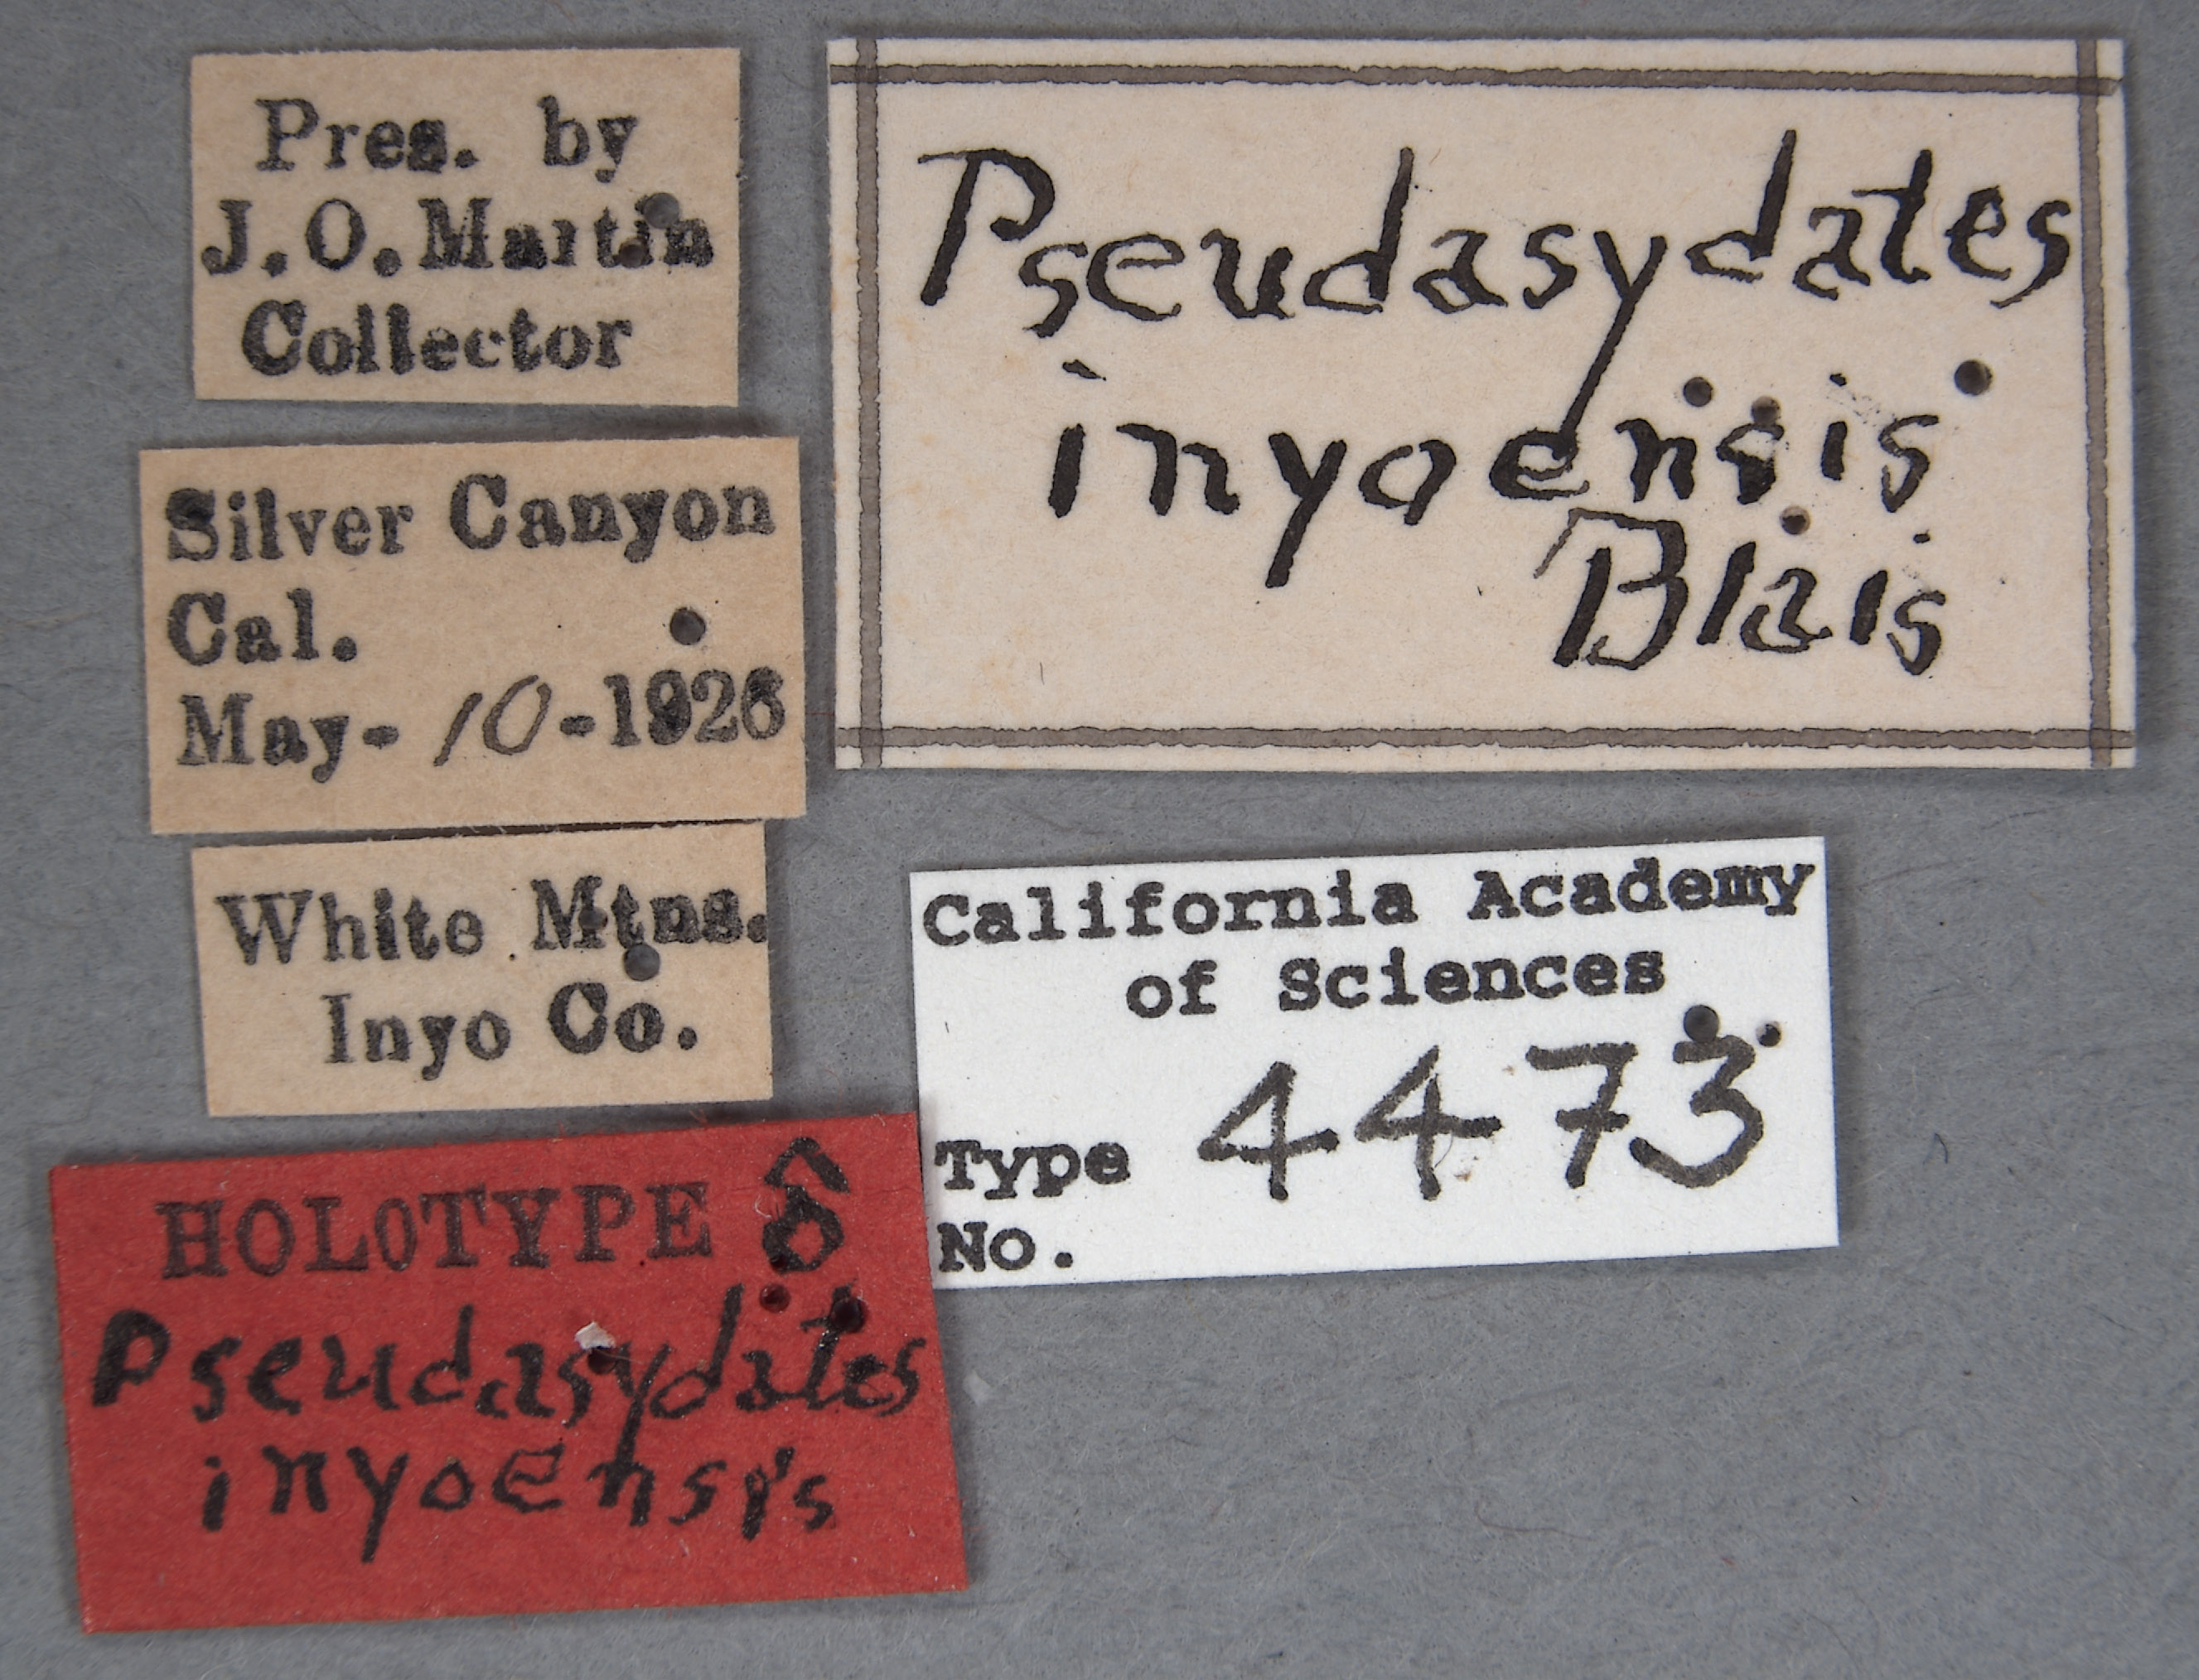 Pres. by
J.O. Martin
Collector
Silver Canyon
Cal.
May-10-1926
White Mtns.
Inyo Co.
HOLOTYPE ♂
Pseudasydates
inyoensis
Pseudasydates
inyoensis
Blais
California Academy
of Sciences
Type 4473
No.